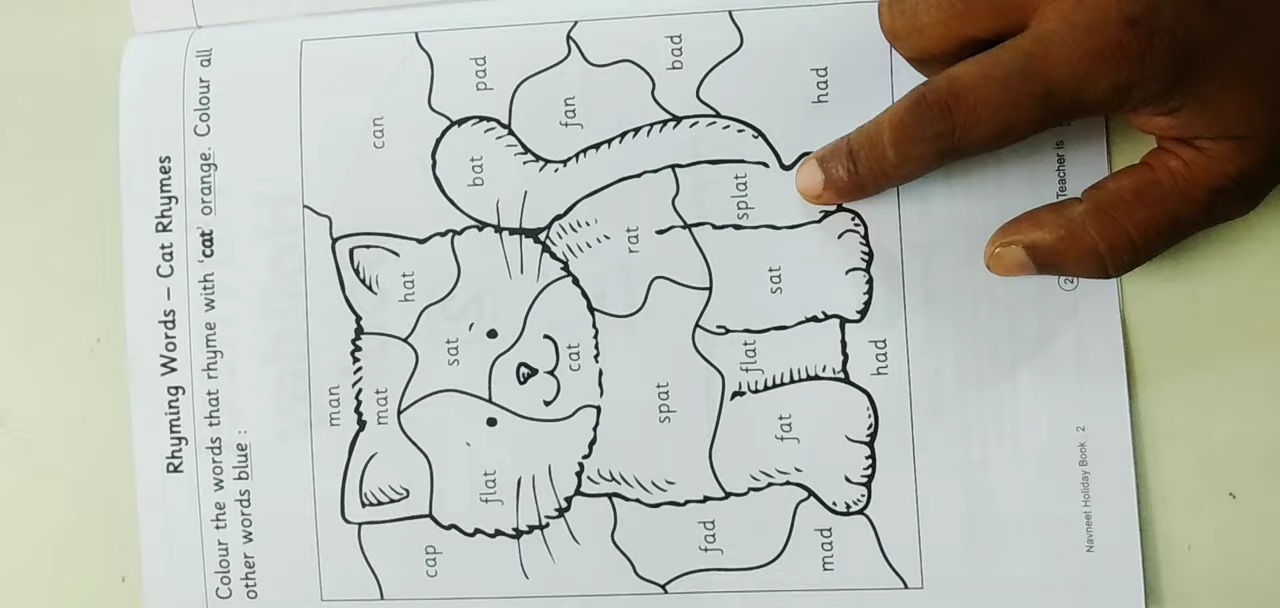 Rhyming Words – Cat Rhymes
Colour the words that rhyme with 'cat' orange. Colour all
other words blue :
man
can
cap
mat
hat
pad
flat
sat
bat
fan
cat
bad
spat
rat
fad
splat
had
mad
fat
flat
sat
had
Navneet Holiday Book 2
2
Teacher is